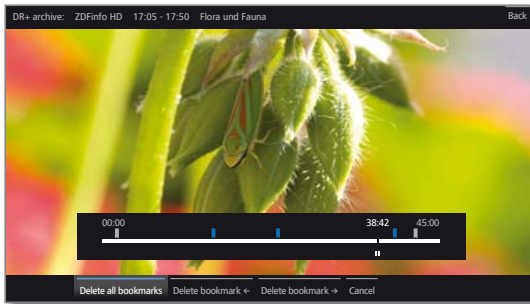 DR+ archive: ZDFinfo HD 17:05 - 17:50 Flora und Fauna Back
00:00 38:42 45:00
Delete all bookmarks Delete bookmark ← Delete bookmark → Cancel